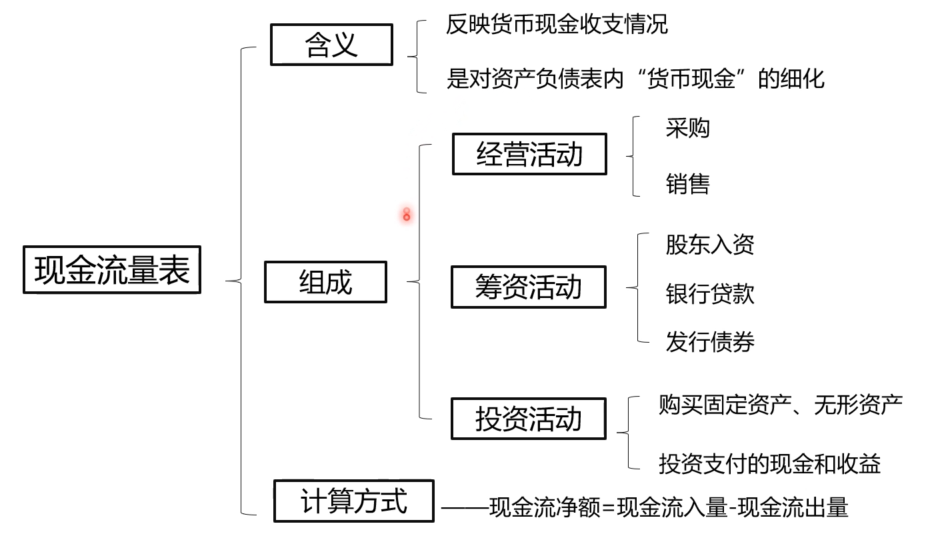 现金流量表
含义
反映货币现金收支情况
是对资产负债表内“货币现金”的细化
组成
经营活动
采购
销售
筹资活动
股东入资
银行贷款
发行债券
投资活动
购买固定资产、无形资产
投资支付的现金和收益
计算方式
——现金流净额=现金流入量-现金流出量